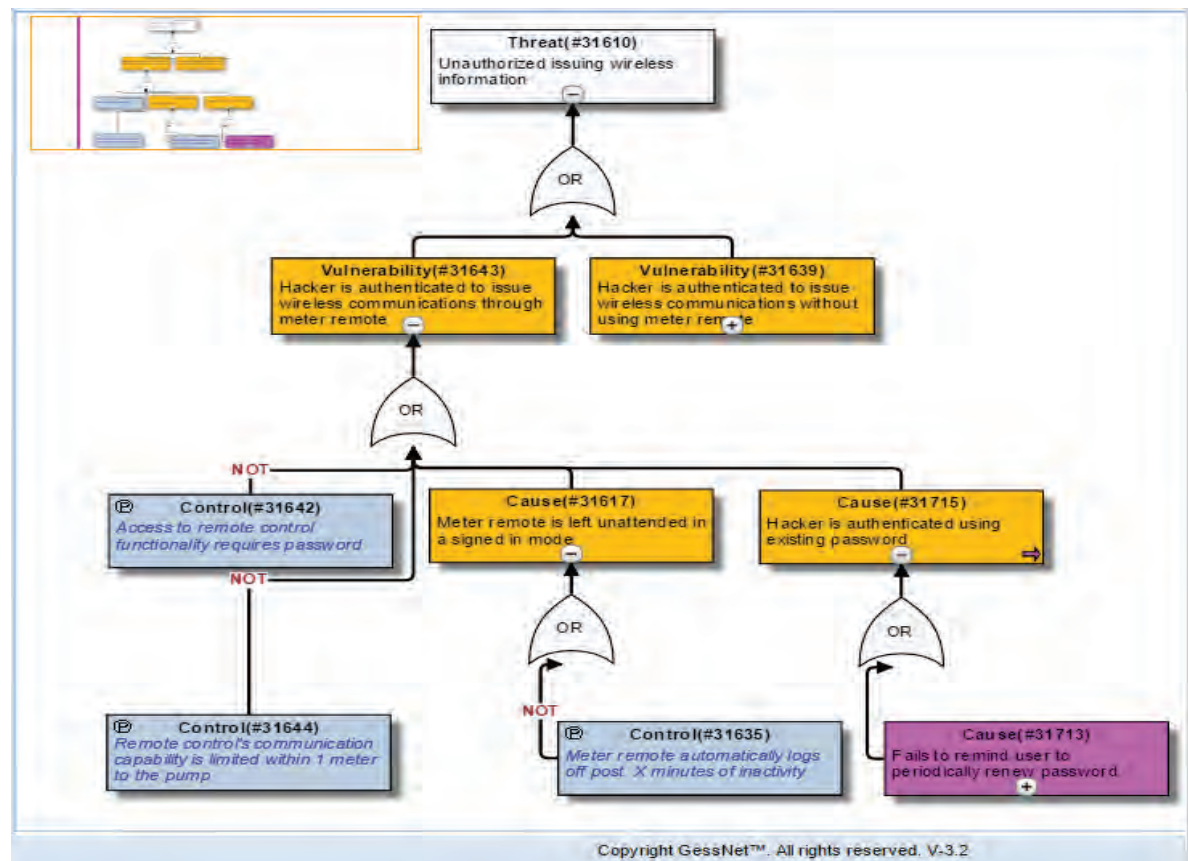 Threat(#31610)
Unauthorized issuing wireless
information
OR
Vulnerability(#31643)
Hacker is authenticated to issue
wireless communications through
meter remote
Vulnerability(#31639)
Hacker is authenticated to issue
wireless communications without
using meter remote
OR
NOT
Control(#31642)
Access to remote control
functionality requires password
Cause(#31617)
Meter remote is left unattended in
a signed in mode
Cause(#31715)
Hacker is authenticated using
existing password
NOT
OR
OR
NOT
Control(#31644)
Remote control's communication
capability is limited within 1 meter
to the pump
Control(#31635)
Meter remote automatically logs
off post X minutes of inactivity
Cause(#31713)
Fails to remind user to
periodically renew password
Copyright GessNet™. All rights reserved. V-3.2